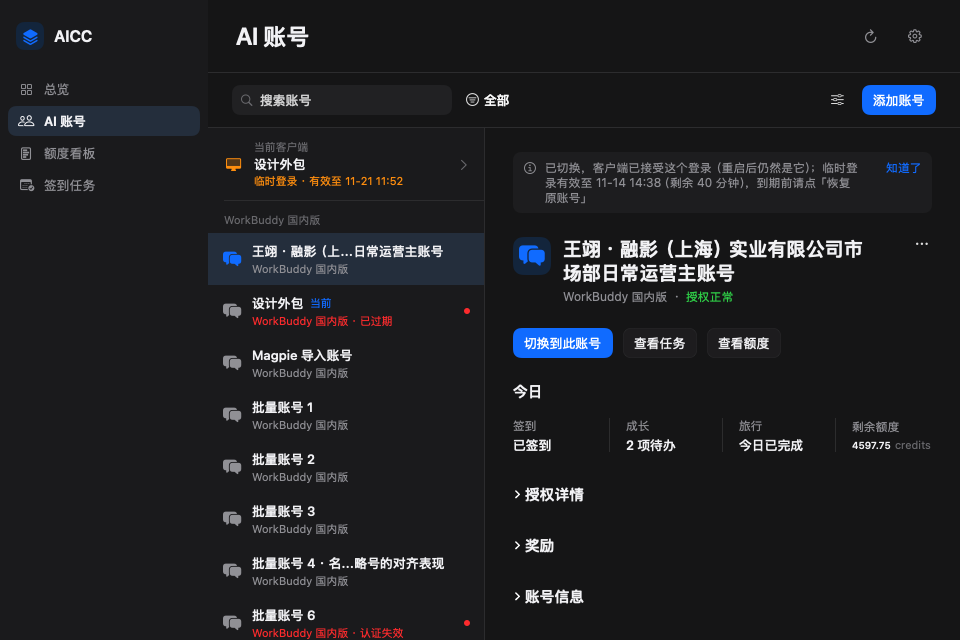 AICC
总览
AI 账号
额度看板
签到任务
AI 账号
搜索账号
全部
添加账号
当前客户端
设计外包
临时登录 · 有效至 11-21 11:52
WorkBuddy 国内版
王翊 · 融影（上...日常运营主账号
WorkBuddy 国内版
设计外包 当前
WorkBuddy 国内版 · 已过期
Magpie 导入账号
WorkBuddy 国内版
批量账号 1
WorkBuddy 国内版
批量账号 2
WorkBuddy 国内版
批量账号 3
WorkBuddy 国内版
批量账号 4 · 名...略号的对齐表现
WorkBuddy 国内版
批量账号 6
WorkBuddy 国内版 · 认证失效
已切换，客户端已接受这个登录（重启后仍然是它）；临时登
录有效至 11-14 14:38 (剩余 40 分钟)，到期前请点「恢复
原账号」
知道了
王翊 · 融影（上海）实业有限公司市
场部日常运营主账号
WorkBuddy 国内版 · 授权正常
切换到此账号
查看任务
查看额度
今日
签到
已签到
成长
2 项待办
旅行
今日已完成
剩余额度
4597.75 credits
授权详情
奖励
账号信息